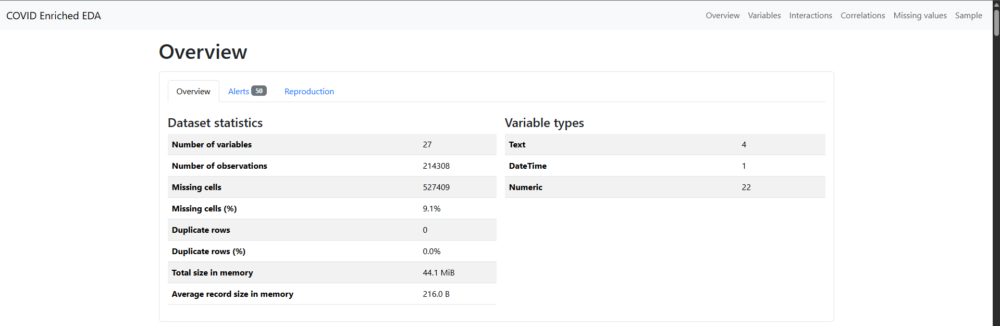 COVID Enriched EDA Overview Variables Interactions Correlations Missing values Sample
Overview
Overview Alerts 50 Reproduction
Dataset statistics
Number of variables 27
Number of observations 214308
Missing cells 527409
Missing cells (%) 9.1%
Duplicate rows 0
Duplicate rows (%) 0.0%
Total size in memory 44.1 MiB
Average record size in memory 216.0 B
Variable types
Text 4
DateTime 1
Numeric 22